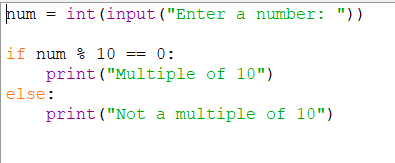 num = int(input("Enter a number: "))

if num % 10 == 0:
    print("Multiple of 10")
else:
    print("Not a multiple of 10")